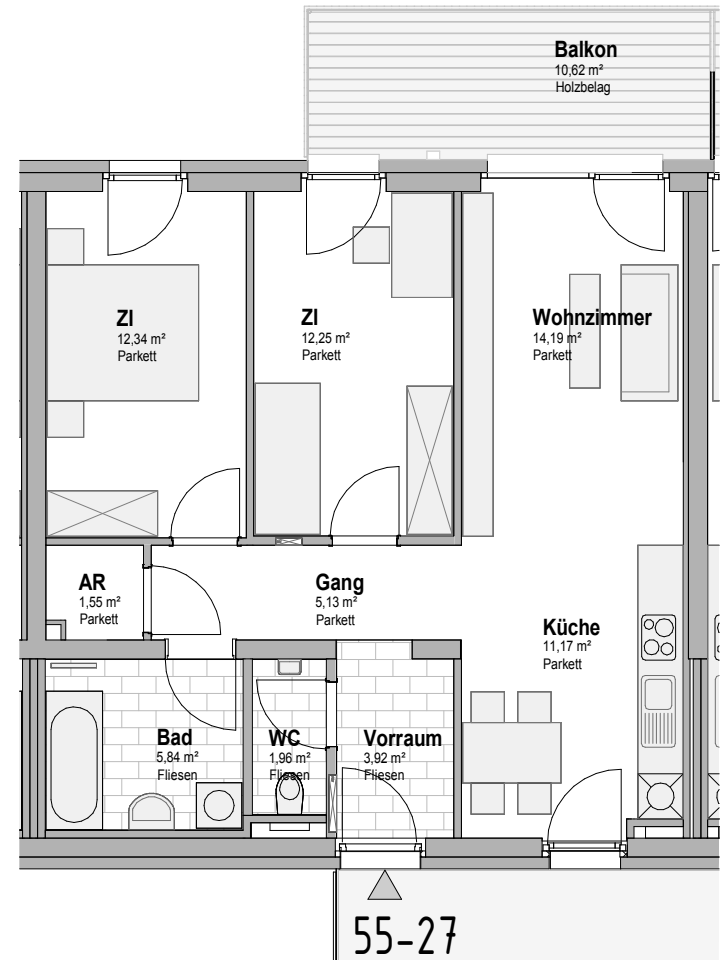 Balkon
10,62 m²
Holzbelag
ZI
12,34 m²
Parkett
ZI
12,25 m²
Parkett
Wohnzimmer
14,19 m²
Parkett
AR
1,55 m²
Parkett
Gang
5,13 m²
Parkett
Küche
11,17 m²
Parkett
Bad
5,84 m²
Fliesen
WC
1,96 m²
Fliesen
Vorraum
3,92 m²
Fliesen
55-27